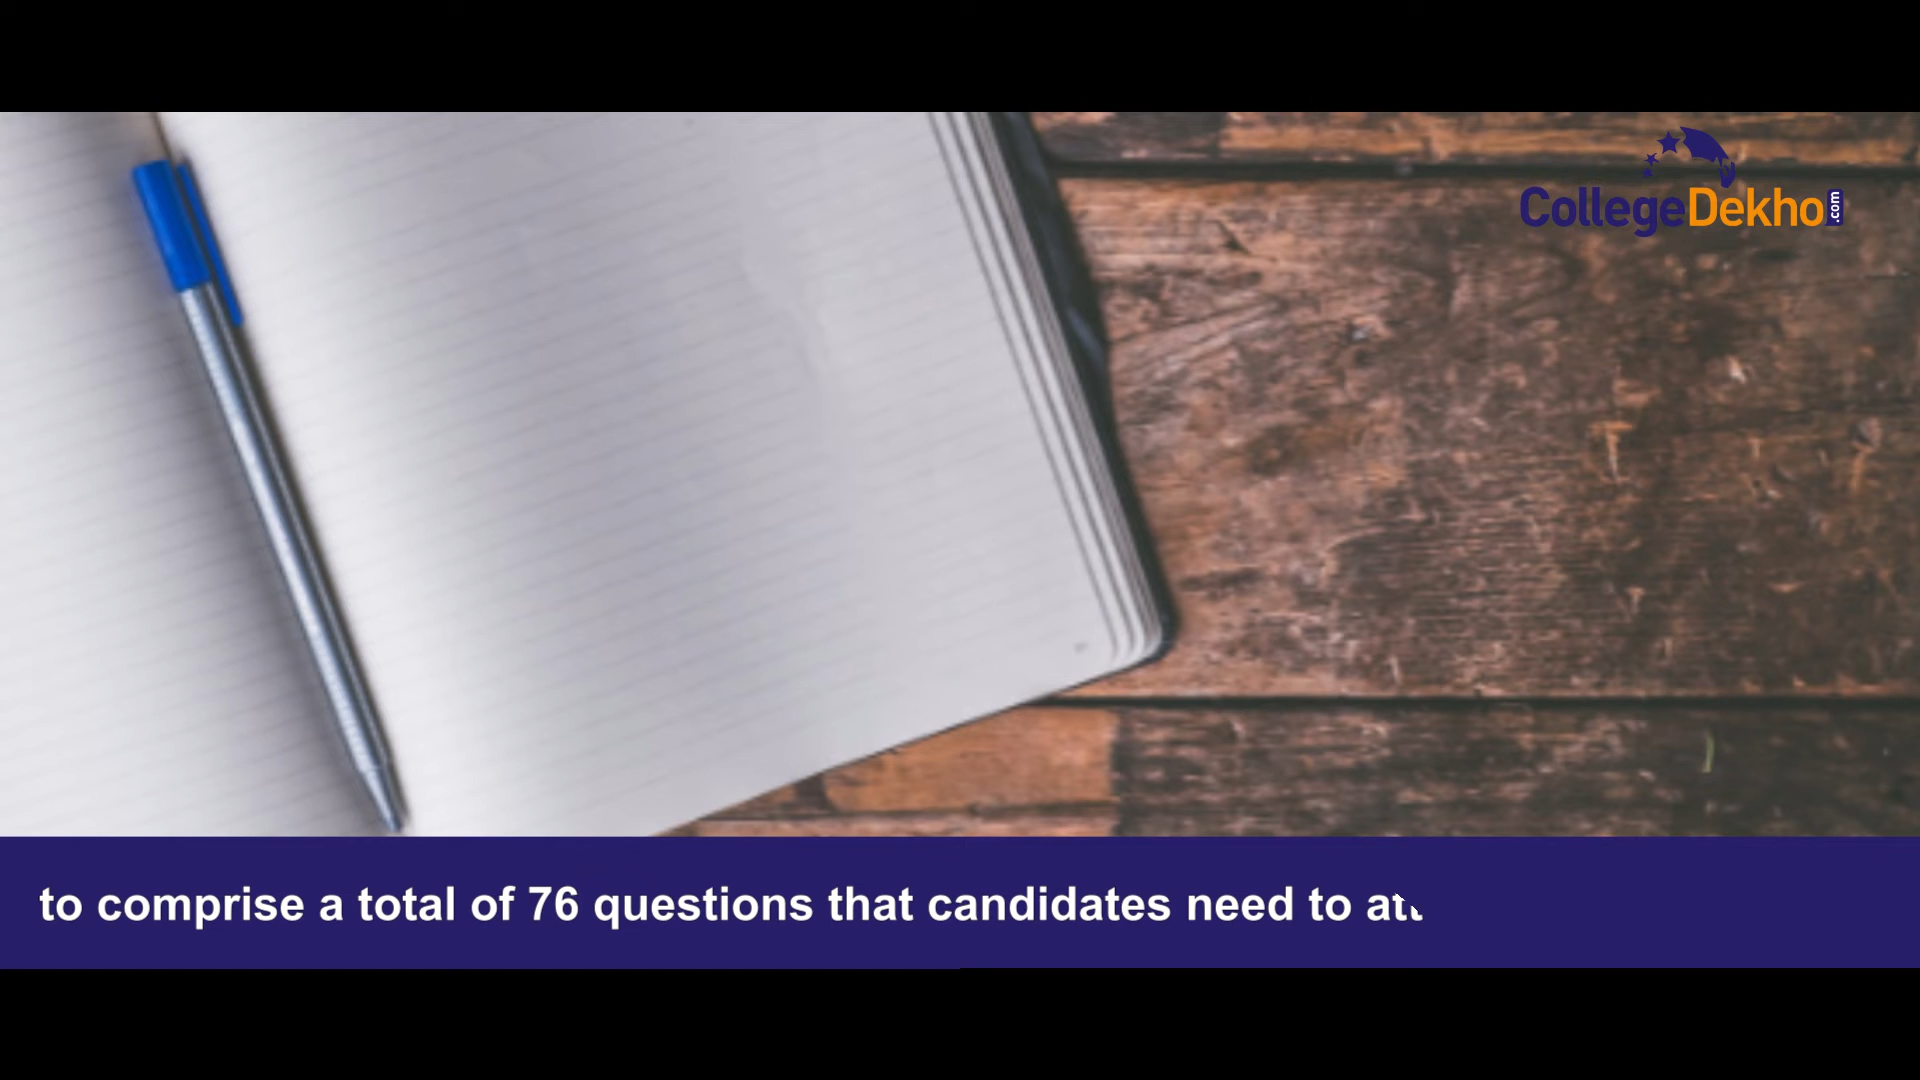 CollegeDekho.com
to comprise a total of 76 questions that candidates need to